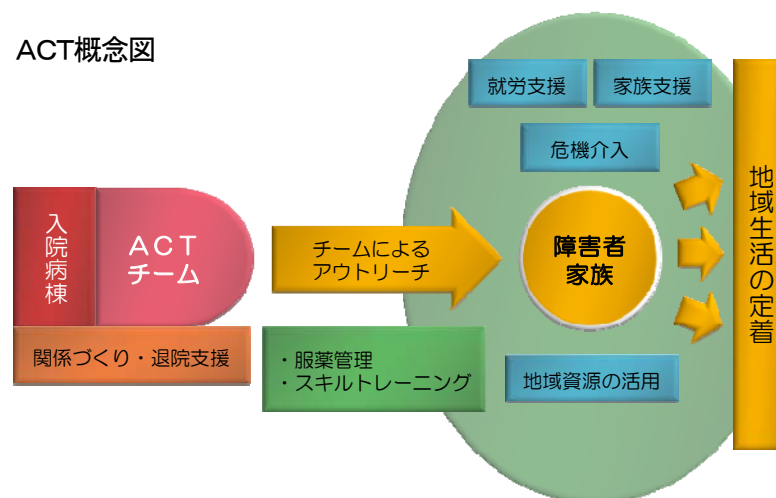 ACT概念図
就労支援
家族支援
危機介入
入院病棟
ACT
チーム
チームによる
アウトリーチ
障害者
家族
地域生活の定着
関係づくり・退院支援
・服薬管理
・スキルトレーニング
地域資源の活用